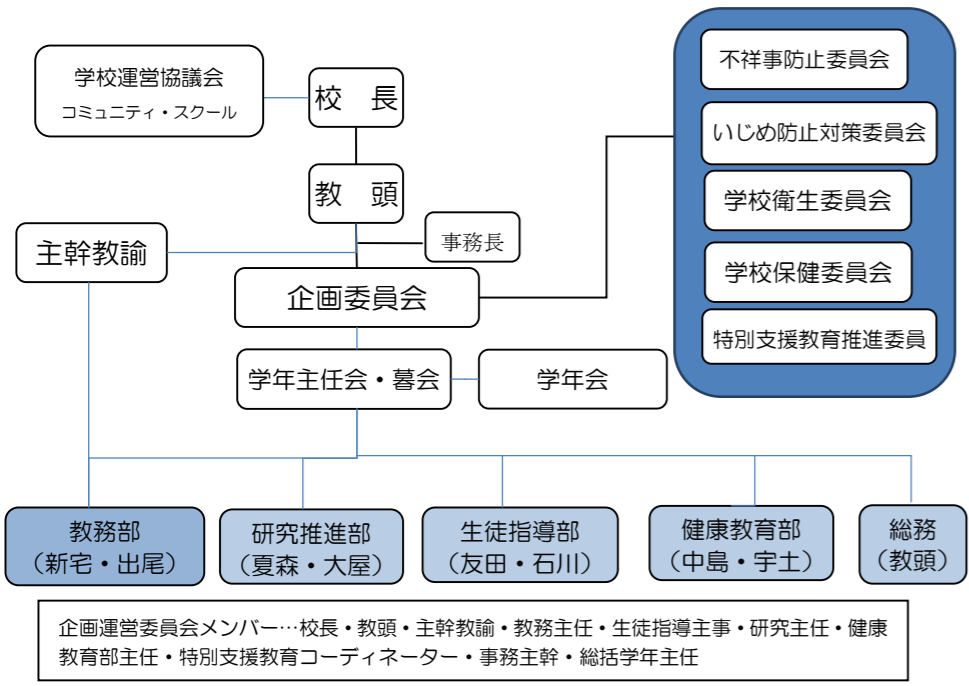 学校運営協議会
コミュニティ・スクール
校　長
教　頭
事務長
主幹教諭
企画委員会
学年主任会・暮会
学年会
不祥事防止委員会
いじめ防止対策委員会
学校衛生委員会
学校保健委員会
特別支援教育推進委員
教務部
（新宅・出尾）
研究推進部
（夏森・大屋）
生徒指導部
（友田・石川）
健康教育部
（中島・宇土）
総務
（教頭）
企画運営委員会メンバー…校長・教頭・主幹教諭・教務主任・生徒指導主事・研究主任・健康
教育部主任・特別支援教育コーディネーター・事務主幹・総括学年主任